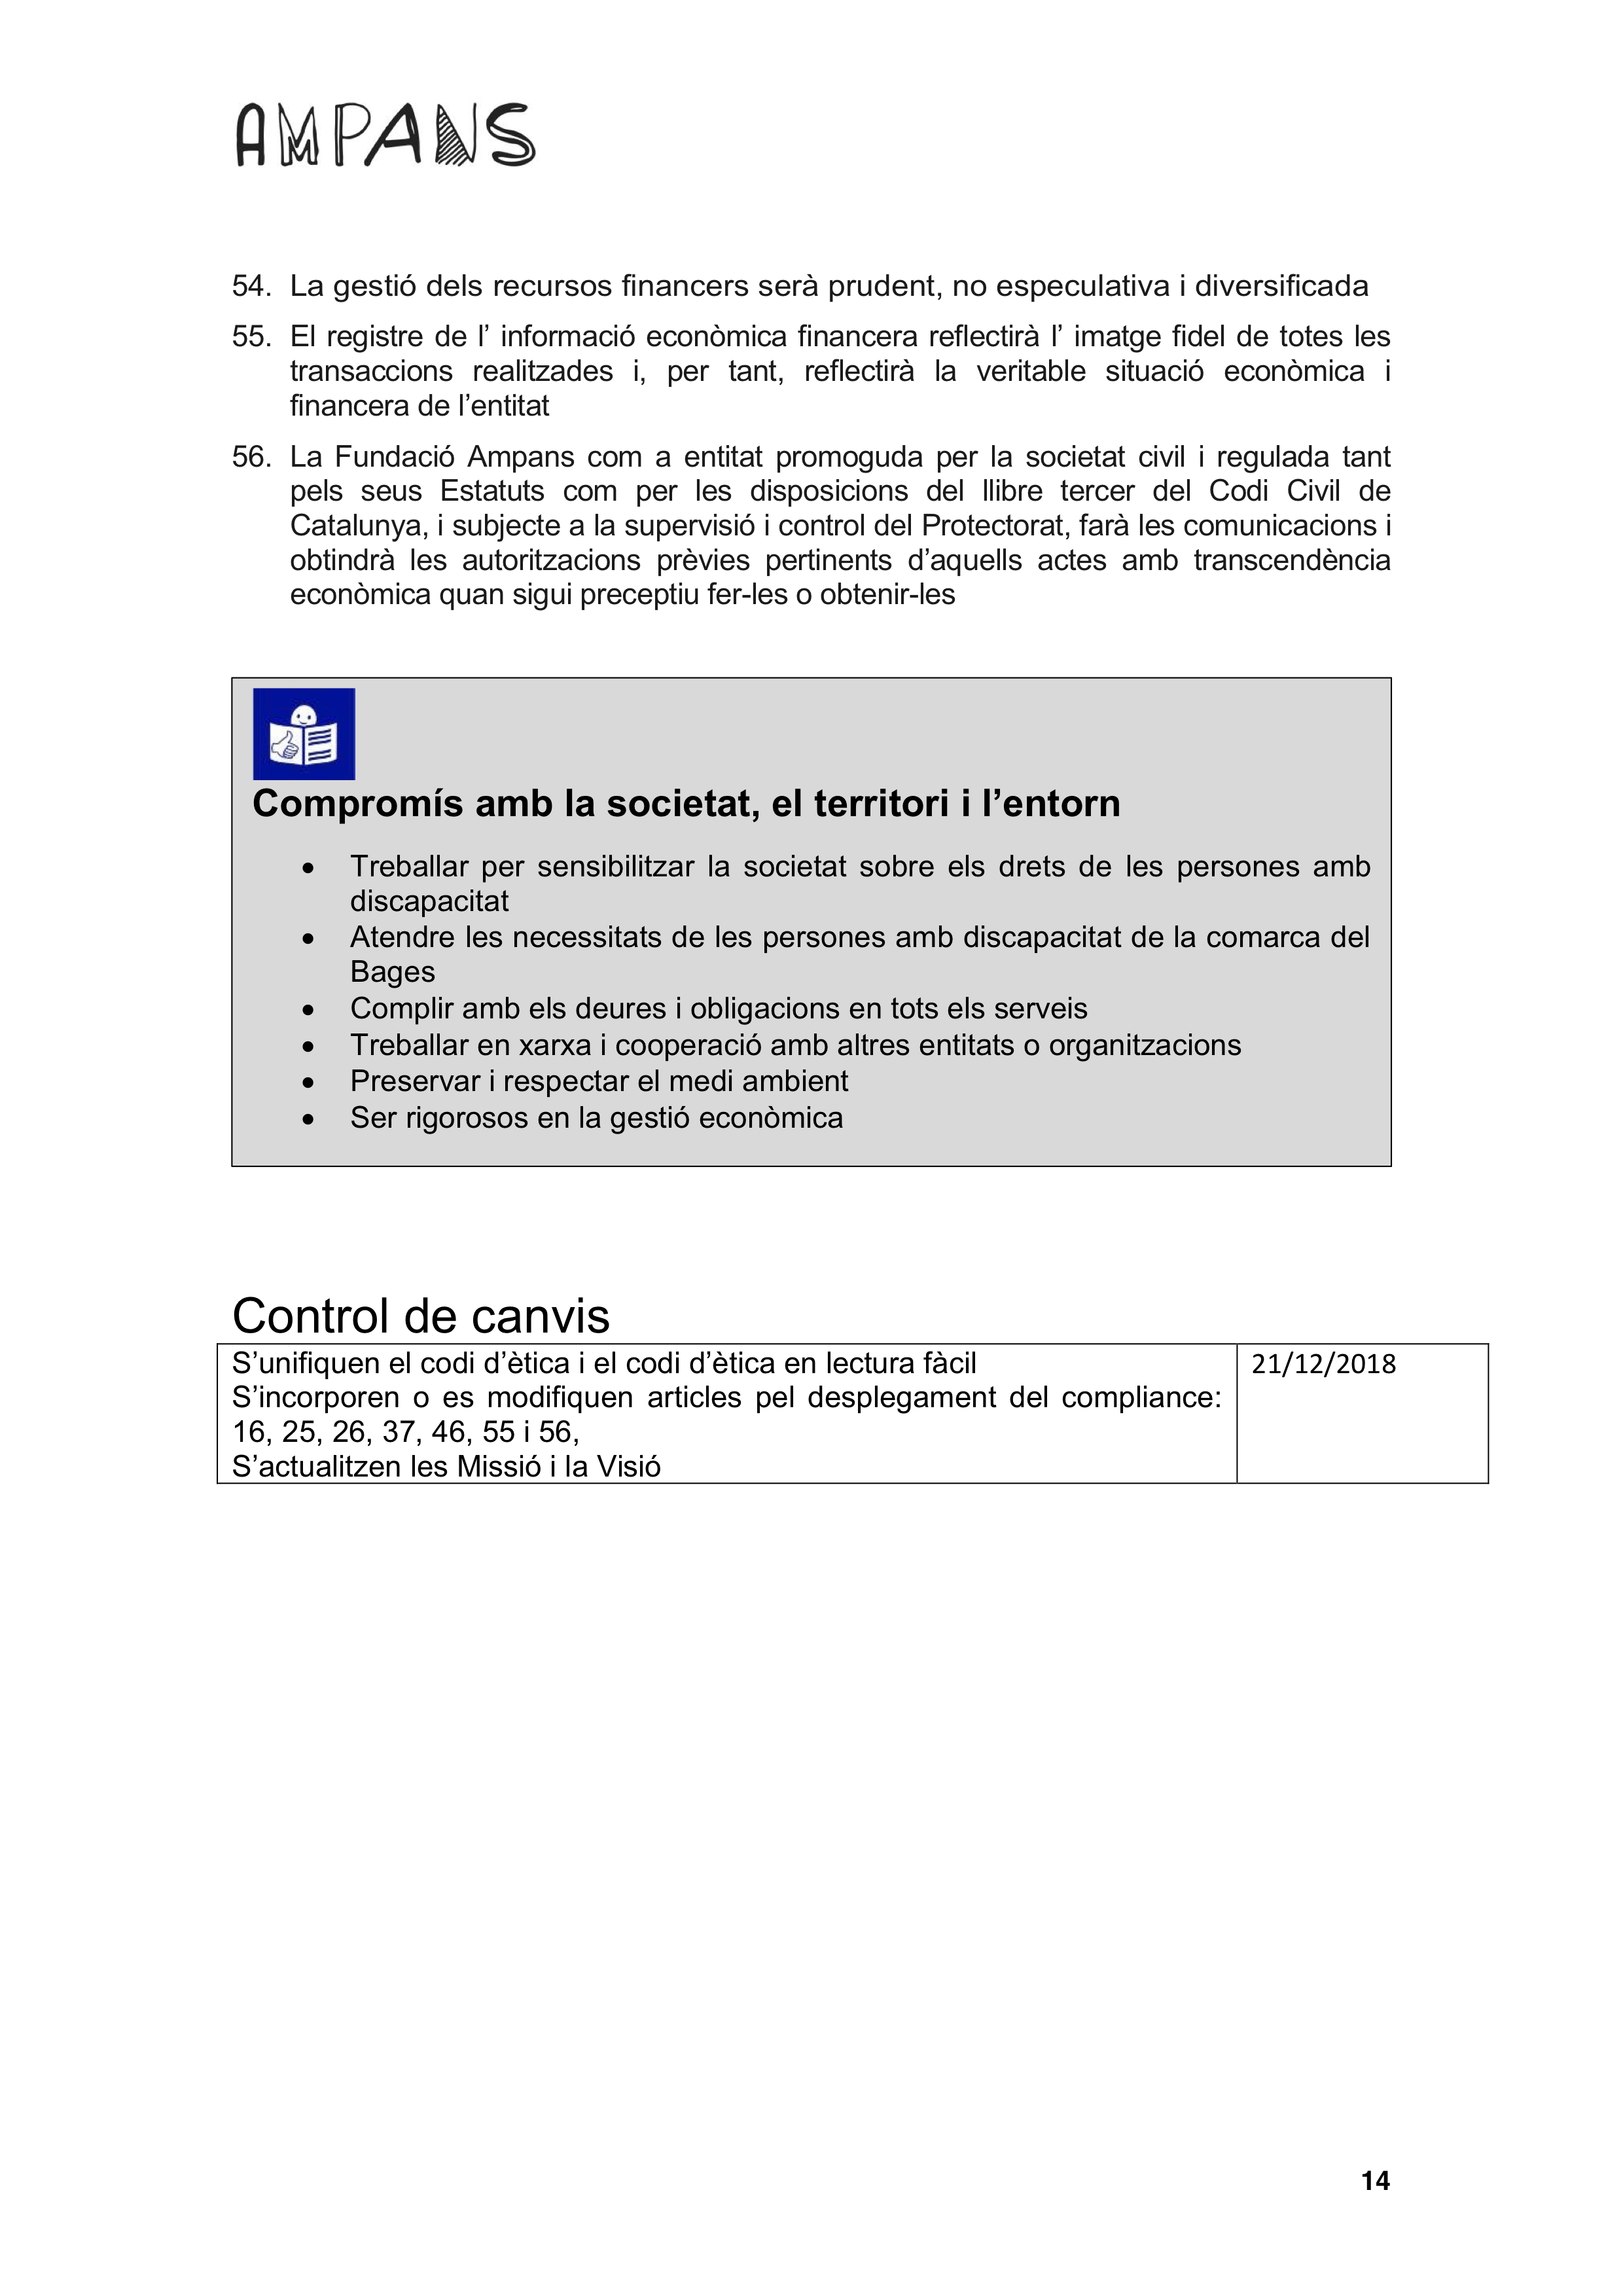 AMPANS
54. La gestió dels recursos financers serà prudent, no especulativa i diversificada
55. El registre de l’ informació econòmica financera reflectirà l’ imatge fidel de totes les
transaccions realitzades i, per tant, reflectirà la veritable situació econòmica i
financera de l’entitat
56. La Fundació Ampans com a entitat promoguda per la societat civil i regulada tant
pels seus Estatuts com per les disposicions del llibre tercer del Codi Civil de
Catalunya, i subjecte a la supervisió i control del Protectorat, farà les comunicacions i
obtindrà les autoritzacions prèvies pertinents d’aquells actes amb transcendència
econòmica quan sigui preceptiu fer-les o obtenir-les
Compromís amb la societat, el territori i l’entorn
• Treballar per sensibilitzar la societat sobre els drets de les persones amb
discapacitat
• Atendre les necessitats de les persones amb discapacitat de la comarca del
Bages
• Complir amb els deures i obligacions en tots els serveis
• Treballar en xarxa i cooperació amb altres entitats o organitzacions
• Preservar i respectar el medi ambient
• Ser rigorosos en la gestió econòmica
Control de canvis
S’unifiquen el codi d’ètica i el codi d’ètica en lectura fàcil 21/12/2018
S’incorporen o es modifiquen articles pel desplegament del compliance:
16, 25, 26, 37, 46, 55 i 56,
S’actualitzen les Missió i la Visió
14